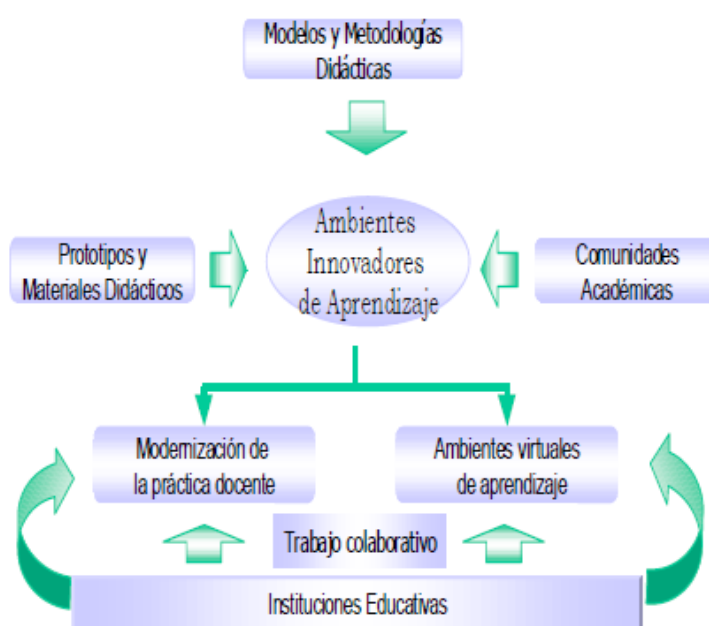 Modelos y Metodologías
Didácticas
Ambientes
Innovadores
de Aprendizaje
Prototipos y
Materiales Didácticos
Comunidades
Académicas
Modernización de
la práctica docente
Ambientes virtuales
de aprendizaje
Trabajo colaborativo
Instituciones Educativas